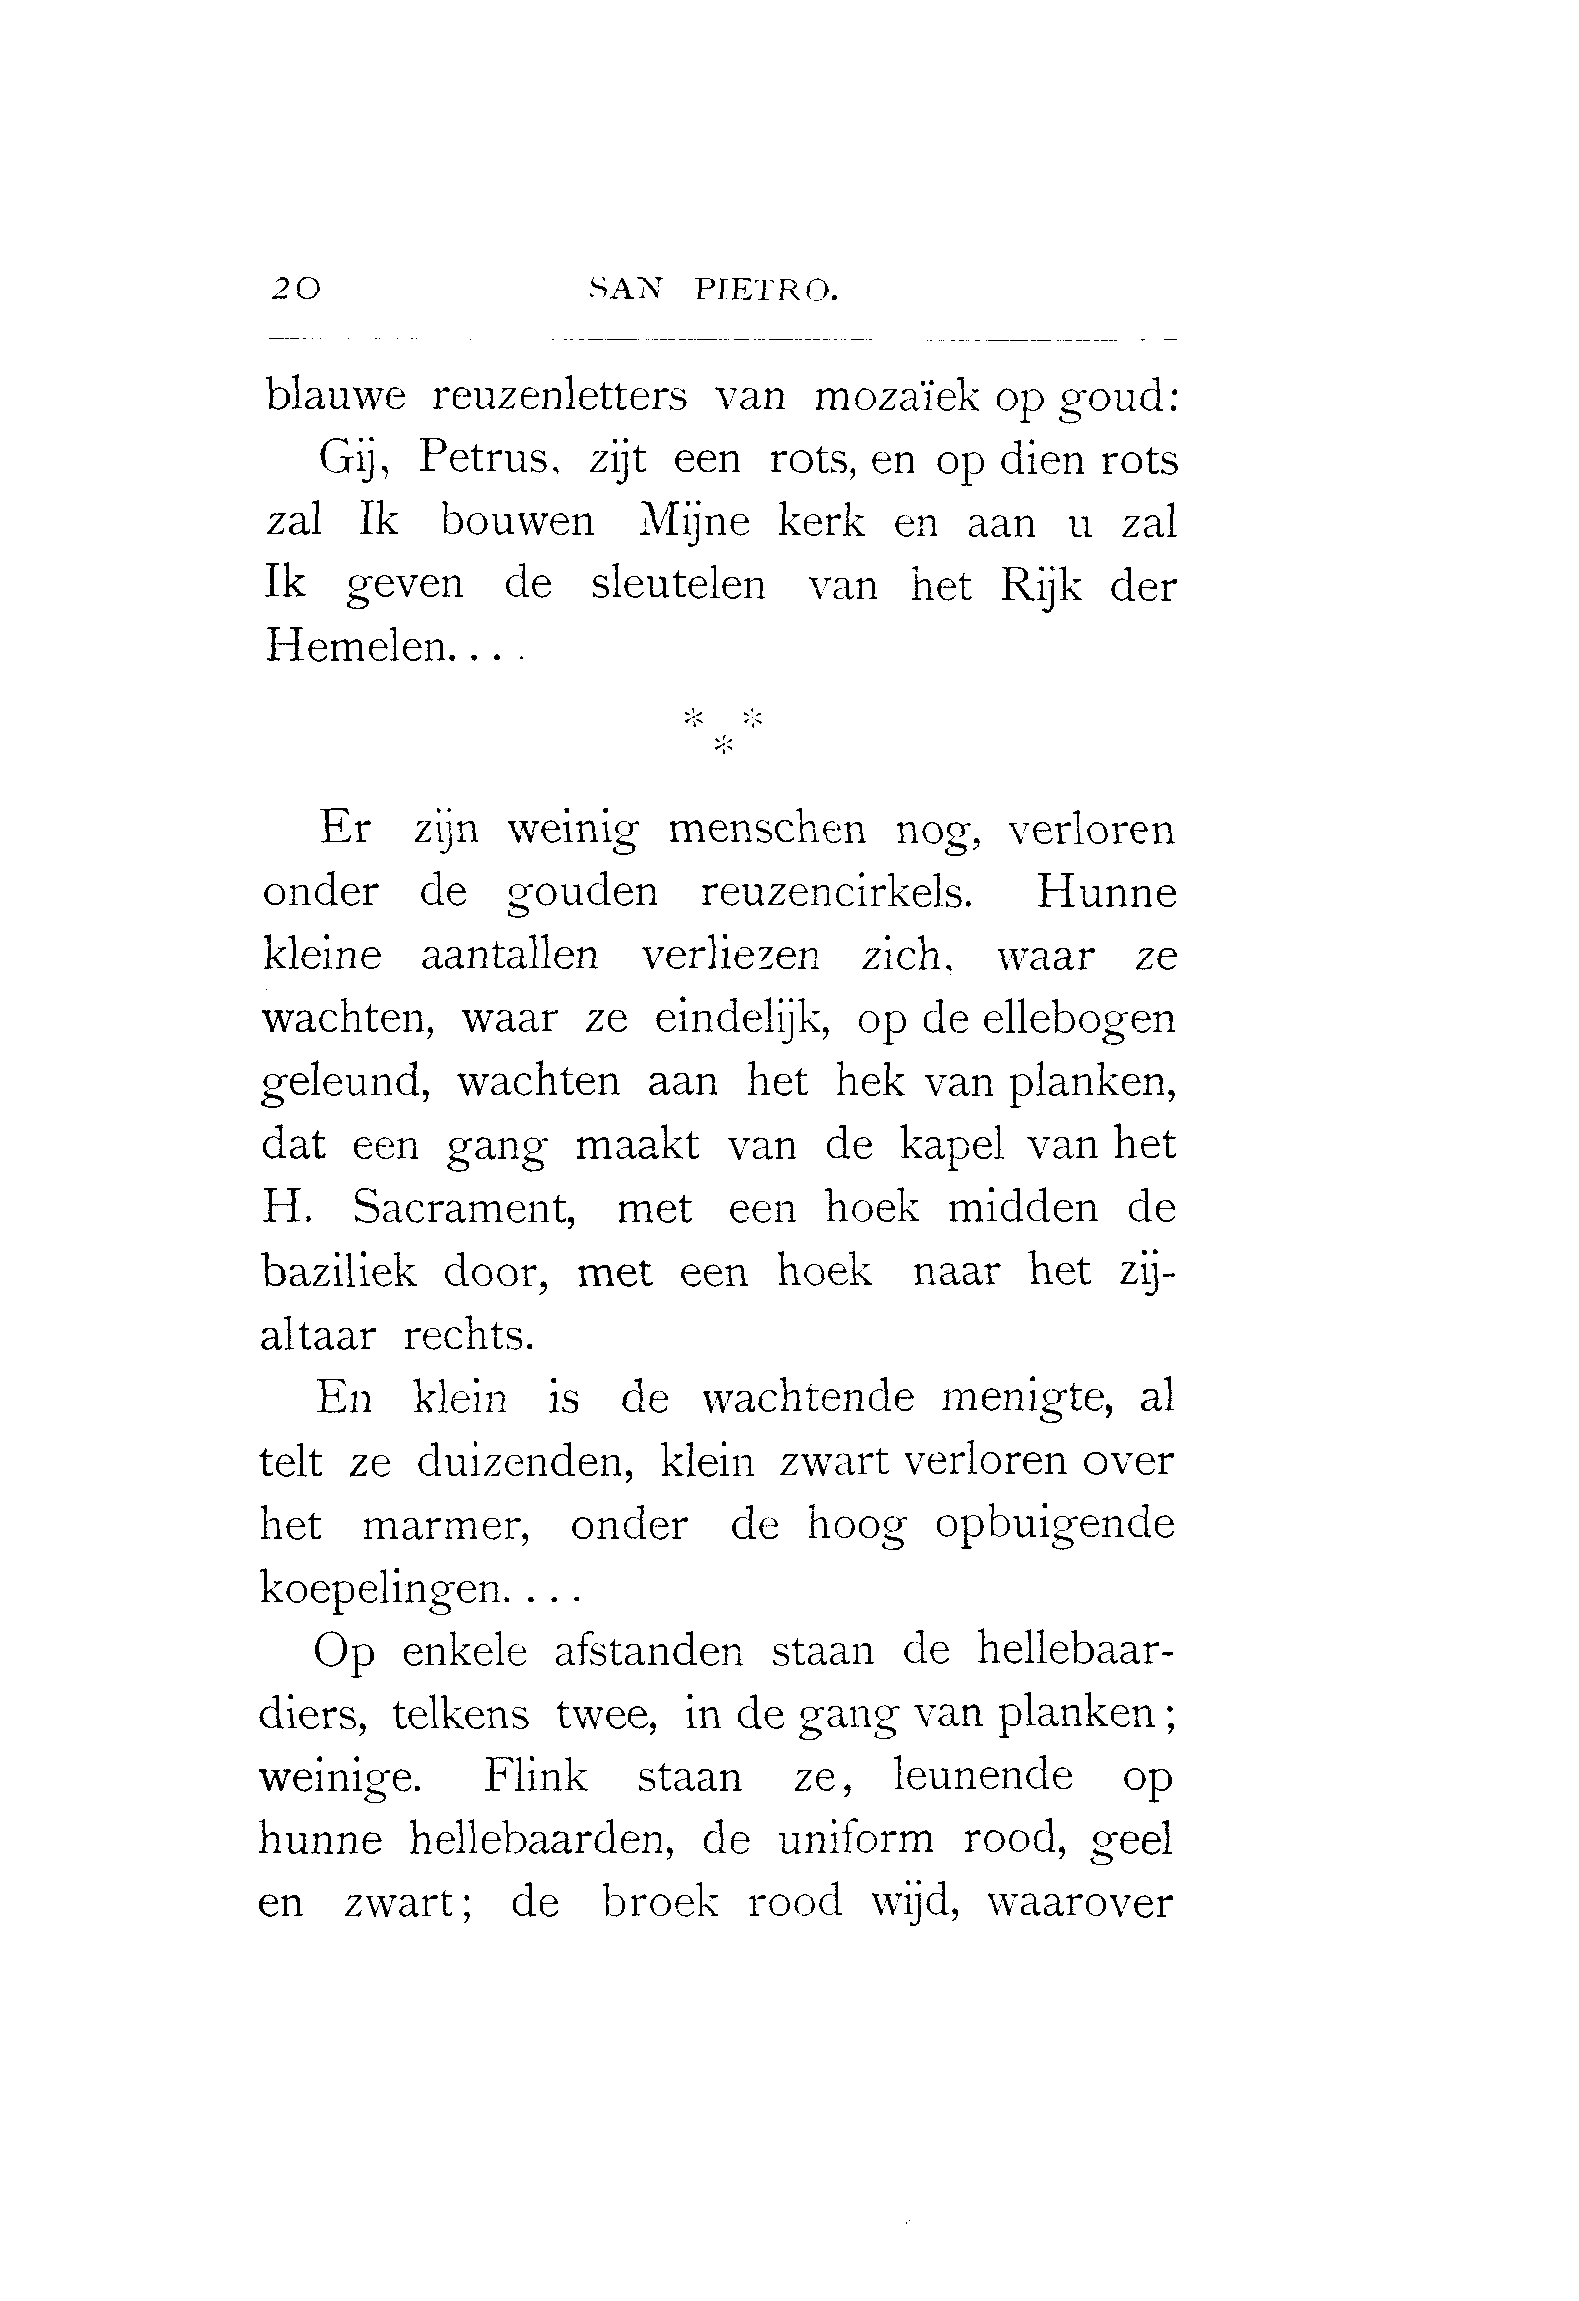 20 SAN PIETRO.
blauwe reuzenletters van mozaïek op goud:
Gij, Petrus, zijt een rots, en op dien rots
zal Ik bouwen Mijne kerk en aan u zal
Ik geven de sleutelen van het Rijk der
Hemelen....
* *
*
Er zijn weinig menschen nog, verloren
onder de gouden reuzencirkels. Hunne
kleine aantallen verliezen zich, waar ze
wachten, waar ze eindelijk, op de ellebogen
geleund, wachten aan het hek van planken,
dat een gang maakt van de kapel van het
H. Sacrament, met een hoek midden de
baziliek door, met een hoek naar het zij-
altaar rechts.
En klein is de wachtende menigte, al
telt ze duizenden, klein zwart verloren over
het marmer, onder de hoog opbuigende
koepelingen....
Op enkele afstanden staan de hellebaar-
diers, telkens twee, in de gang van planken;
weinige. Flink staan ze, leunende op
hunne hellebaarden, de uniform rood, geel
en zwart; de broek rood wijd, waarover